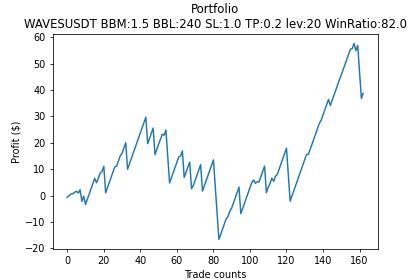 Portfolio
WAVESUSDT BBM:1.5 BBL:240 SL:1.0 TP:0.2 lev:20 WinRatio:82.0
60
50
40
30
20
10
0
−10
−20
Profit ($)
0 20 40 60 80 100 120 140 160
Trade counts